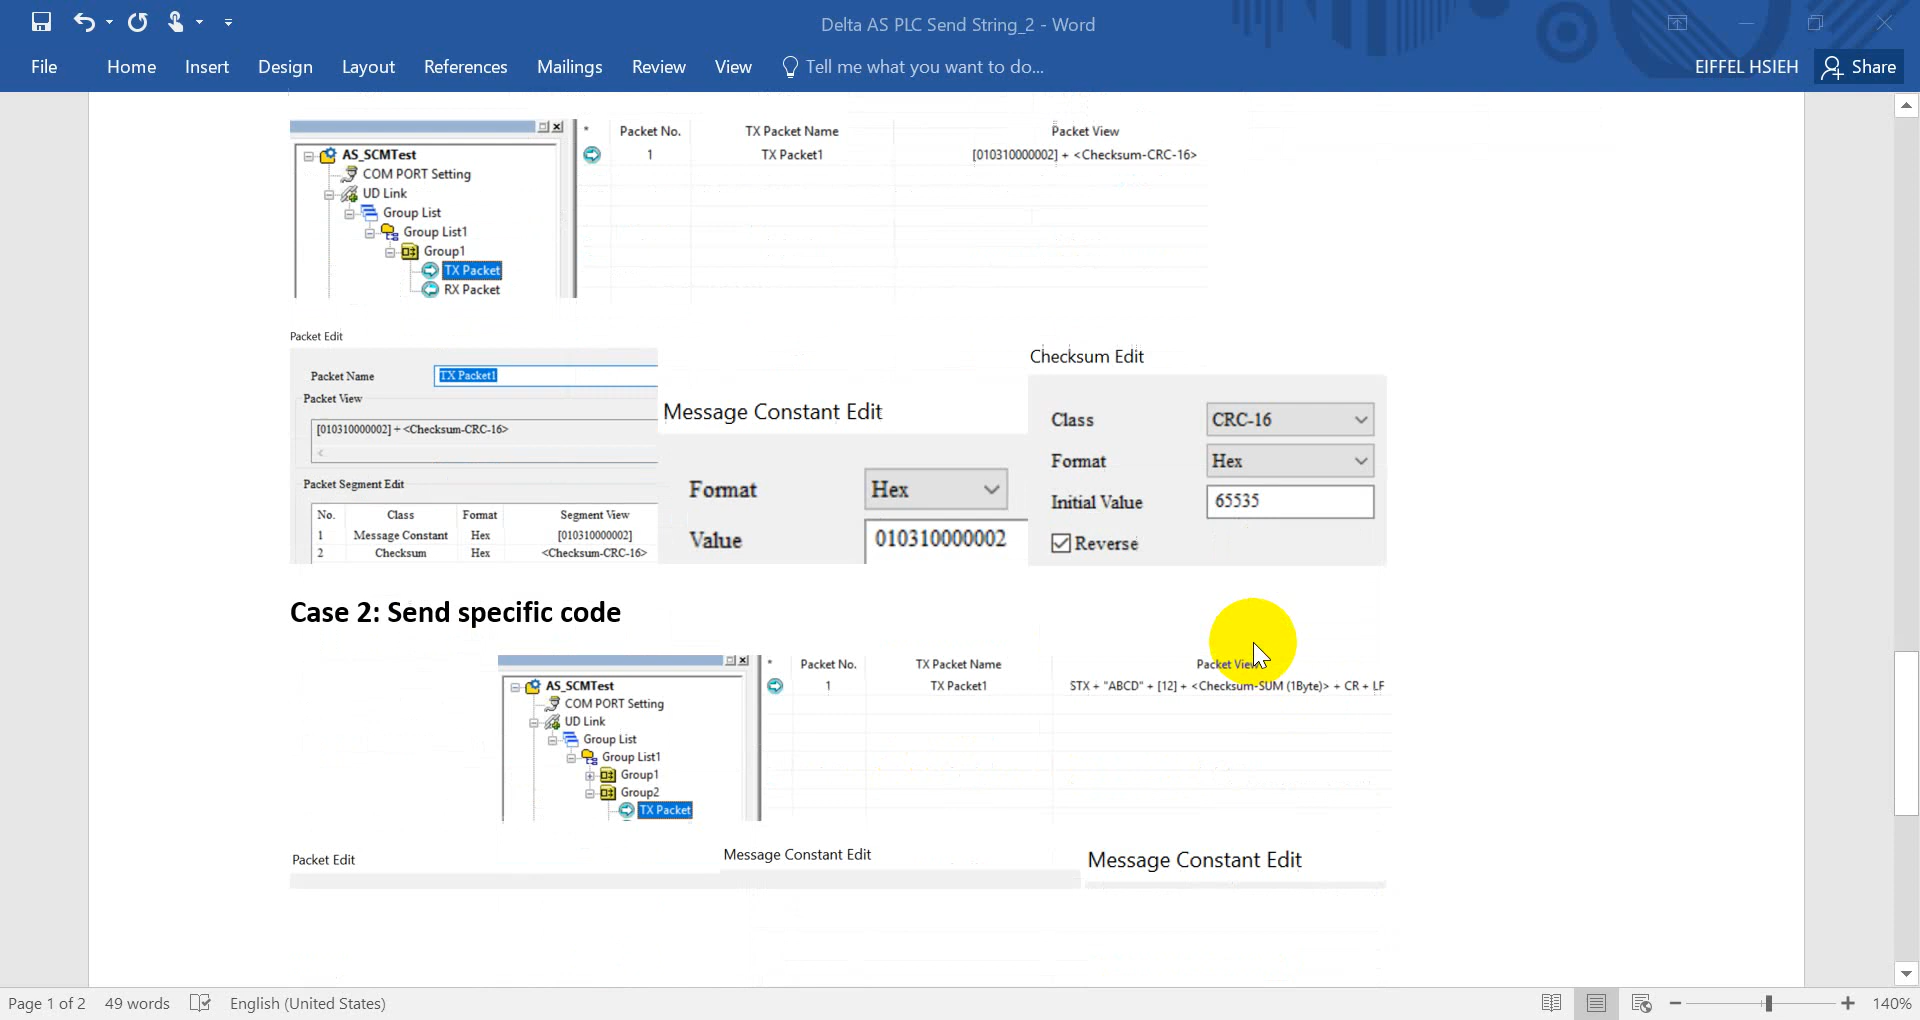 Delta AS PLC Send String_2 - Word
File Home Insert Design Layout References Mailings Review View Tell me what you want to do... EIFFEL HSIEH Share
* Packet No. TX Packet Name Packet View
1 TX Packet1 [010310000002] + <Checksum-CRC-16>
AS_SCMTest
COM PORT Setting
UD Link
Group List
Group List1
Group1
TX Packet
RX Packet
Packet Edit
Packet Name TX Packet1
Packet View
[010310000002] + <Checksum-CRC-16>
<
Packet Segment Edit
No. Class Format Segment View
1 Message Constant Hex [010310000002]
2 Checksum Hex <Checksum-CRC-16>
Message Constant Edit
Format Hex
Value 010310000002
Checksum Edit
Class CRC-16
Format Hex
Initial Value 65535
Reverse
Case 2: Send specific code
* Packet No. TX Packet Name Packet View
1 TX Packet1 STX + "ABCD" + [12] + <Checksum-SUM (1Byte)> + CR + LF
AS_SCMTest
COM PORT Setting
UD Link
Group List
Group List1
Group1
Group2
TX Packet
Packet Edit
Message Constant Edit
Message Constant Edit
Page 1 of 2 49 words English (United States) 140%